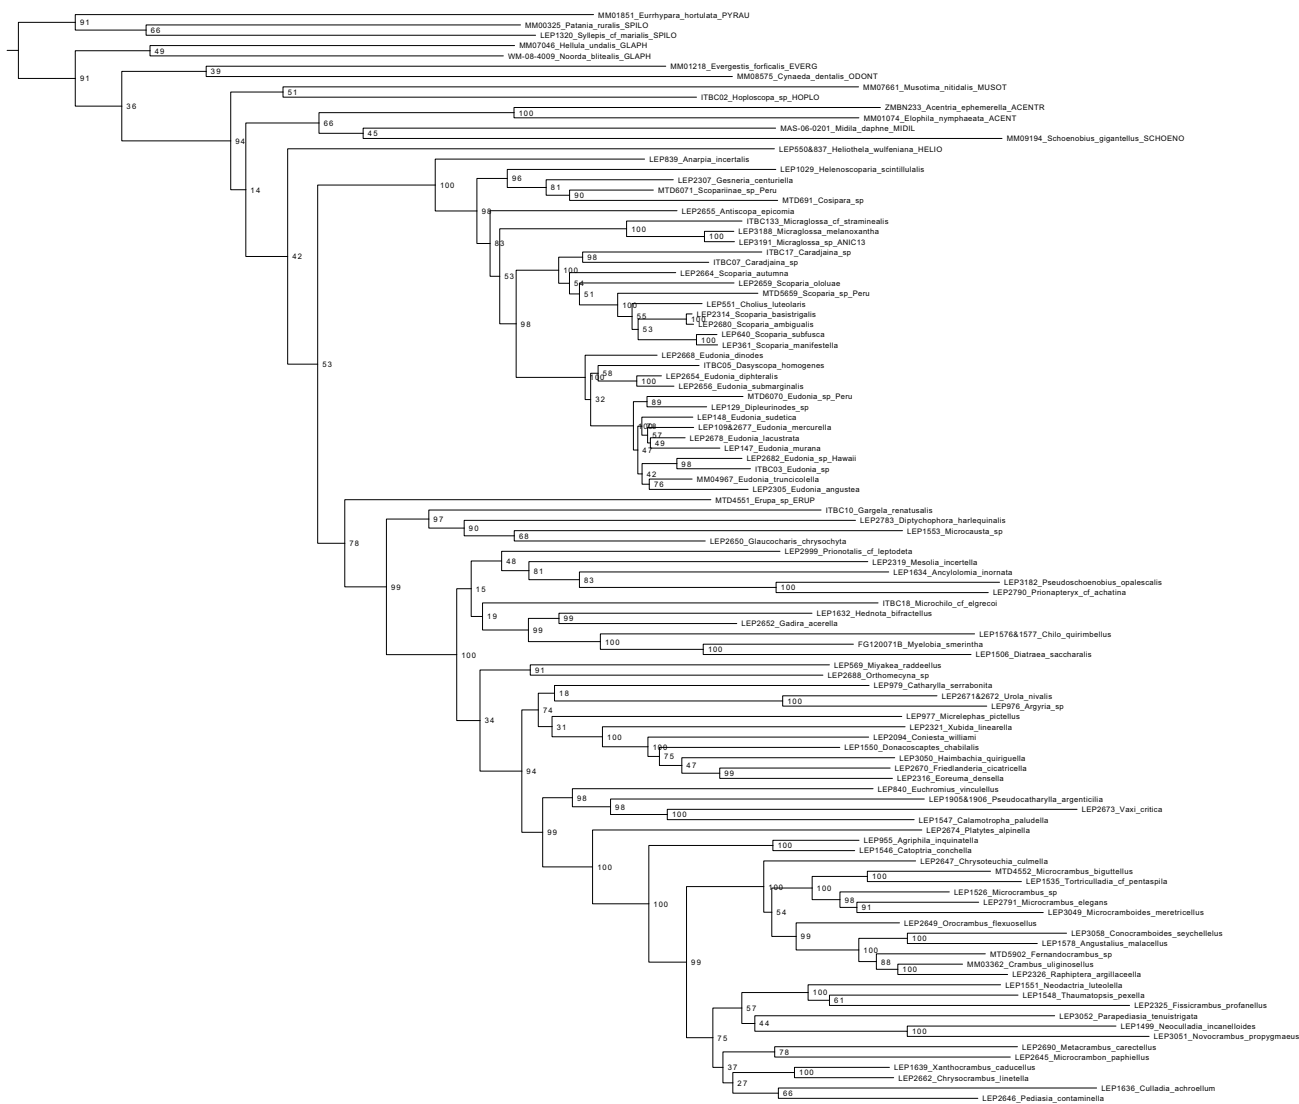 MM01851_Eurrhypara_hortulata_PYRAU
91
MM00325_Patania_ruralis_SPILO
66
LEP1320_Syllepis_cf_marialis_SPILO
MM07046_Hellula_undalis_GLAPH
49
WM-08-4009_Noorda_blitealis_GLAPH
MM01218_Evergestis_forficalis_EVERG
39
91
MM08575_Cynaeda_dentalis_ODONT
MM07661_Musotima_nitidalis_MUSOT
51
ITBC02_Hoploscopa_sp_HOPLO
36
ZMBN233_Acentria_ephemerella_ACENTR
100
MM01074_Elophila_nymphaeata_ACENT
66
MAS-06-0201_Midila_daphne_MIDIL
45
MM09194_Schoenobius_gigantellus_SCHOENO
94
LEP550&837_Heliothela_wulfeniana_HELIO
LEP839_Anarpia_incertalis
LEP1029_Helenoscoparia_scintillulalis
96
LEP2307_Gesneria_centuriella
100
81
14
MTD6071_Scopariinae_sp_Peru
90
MTD691_Cosipara_sp
98
LEP2655_Antiscopa_epicomia
ITBC133_Micraglossa_cf_straminealis
100
LEP3188_Micraglossa_melanoxantha
100
LEP3191_Micraglossa_sp_ANIC13
83
ITBC17_Caradjaina_sp
98
42
ITBC07_Caradjaina_sp
100
LEP2664_Scoparia_autumna
53
54
LEP2659_Scoparia_ololuae
51
MTD5659_Scoparia_sp_Peru
100
LEP551_Cholius_luteolaris
55
LEP2314_Scoparia_basistrigalis
100
LEP2680_Scoparia_ambigualis
98
53
LEP640_Scoparia_subfusca
100
LEP361_Scoparia_manifestella
LEP2668_Eudonia_dinodes
53
ITBC05_Dasyscopa_homogenes
58
100
LEP2654_Eudonia_diphteralis
100
LEP2656_Eudonia_submarginalis
32
MTD6070_Eudonia_sp_Peru
89
LEP129_Dipleurinodes_sp
LEP148_Eudonia_sudetica
LEP109&2677_Eudonia_mercurella
57
LEP2678_Eudonia_lacustrata
49
47
LEP147_Eudonia_murana
LEP2682_Eudonia_sp_Hawaii
98
ITBC03_Eudonia_sp
42
MM04967_Eudonia_truncicolella
76
LEP2305_Eudonia_angustea
MTD4551_Erupa_sp_ERUP
ITBC10_Gargela_renatusalis
97
LEP2783_Diptychophora_harlequinalis
90
LEP1553_Microcausta_sp
68
LEP2650_Glaucocharis_chrysochyta
78
LEP2999_Prionotalis_cf_leptodeta
48
LEP2319_Mesolia_incertella
81
LEP1634_Ancylolomia_inornata
83
LEP3182_Pseudoschoenobius_opalescalis
100
99
15
LEP2790_Prionapteryx_cf_achatina
ITBC18_Microchilo_cf_elgrecoi
LEP1632_Hednota_bifractellus
19
99
LEP2652_Gadira_acerella
99
LEP1576&1577_Chilo_quirimbellus
100
FG120071B_Myelobia_smerintha
100
100
LEP1506_Diatraea_saccharalis
LEP569_Miyakea_raddeellus
91
LEP2688_Orthomecyna_sp
LEP979_Catharylla_serrabonita
18
LEP2671&2672_Urola_nivalis
100
LEP976_Argyria_sp
74
LEP977_Micrelephas_pictellus
34
31
LEP2321_Xubida_linearella
100
LEP2094_Coniesta_williami
100
LEP1550_Donacoscaptes_chabilalis
75
LEP3050_Haimbachia_quiriguella
47
LEP2670_Friedlanderia_cicatricella
94
99
LEP2316_Eoreuma_densella
LEP840_Euchromius_vinculellus
98
LEP1905&1906_Pseudocatharylla_argenticilia
98
LEP2673_Vaxi_critica
100
LEP1547_Calamotropha_paludella
99
LEP2674_Platytes_alpinella
LEP955_Agriphila_inquinatella
100
LEP1546_Catoptria_conchella
LEP2647_Chrysoteuchia_culmella
100
MTD4552_Microcrambus_biguttellus
100
LEP1535_Tortriculladia_cf_pentaspila
100
100
LEP1526_Microcrambus_sp
98
LEP2791_Microcrambus_elegans
91
100
LEP3049_Microcramboides_meretricellus
54
LEP2649_Orocrambus_flexuosellus
LEP3058_Conocramboides_seychellelus
99
100
LEP1578_Angustalius_malacellus
100
MTD5902_Fernandocrambus_sp
99
88
MM03362_Crambus_uliginosellus
100
LEP2326_Raphiptera_argillaceella
LEP1551_Neodactria_luteolella
100
LEP1548_Thaumatopsis_pexella
61
LEP2325_Fissicrambus_profanellus
57
LEP3052_Parapediasia_tenuistrigata
44
LEP1499_Neoculladia_incanelloides
100
LEP3051_Novocrambus_propygmaeus
75
LEP2690_Metacrambus_carectellus
78
LEP2645_Microcrambon_paphiellus
37
LEP1639_Xanthocrambus_caducellus
100
LEP2662_Chrysocrambus_linetella
27
LEP1636_Culladia_achroellum
66
LEP2646_Pediasia_contaminella